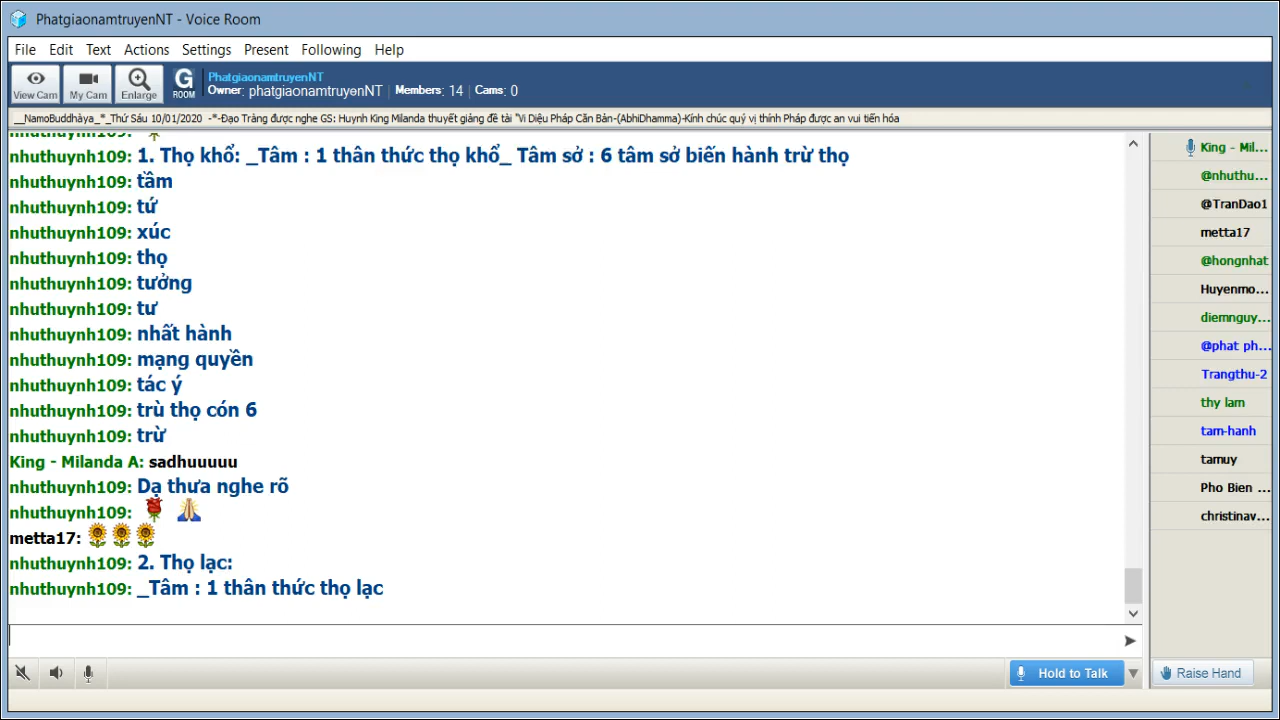 PhatgiaonamtruyenNT - Voice Room
File Edit Text Actions Settings Present Following Help
View Cam My Cam Enlarge G ROOM
PhatgiaonamtruyenNT
Owner: phatgiaonamtruyenNT Members: 14 Cams: 0
__NamoBuddhàya_*_Thứ Sáu 10/01/2020 -*-Đạo Tràng được nghe GS: Huynh King Milanda thuyết giảng đề tài "Vi Diệu Pháp Căn Bản-(AbhiDhamma)-Kính chúc quý vị thính Pháp được an vui tiến hóa
nhuthuynh109: 1. Thọ khổ: _Tâm : 1 thân thức thọ khổ_ Tâm sở : 6 tâm sở biến hành trừ thọ
nhuthuynh109: tầm
nhuthuynh109: tứ
nhuthuynh109: xúc
nhuthuynh109: thọ
nhuthuynh109: tưởng
nhuthuynh109: tư
nhuthuynh109: nhất hành
nhuthuynh109: mạng quyền
nhuthuynh109: tác ý
nhuthuynh109: trù thọ cón 6
nhuthuynh109: trừ
King - Milanda A: sadhuuuuu
nhuthuynh109: Dạ thưa nghe rõ
nhuthuynh109:
metta17:
nhuthuynh109: 2. Thọ lạc:
nhuthuynh109: _Tâm : 1 thân thức thọ lạc
King - Mil...
@nhuthu...
@TranDao1
metta17
@hongnhat
Huyenmo...
diemnguy...
@phat ph...
Trangthu-2
thy lam
tam-hanh
tamuy
Pho Bien ...
christinav...
Hold to Talk
Raise Hand